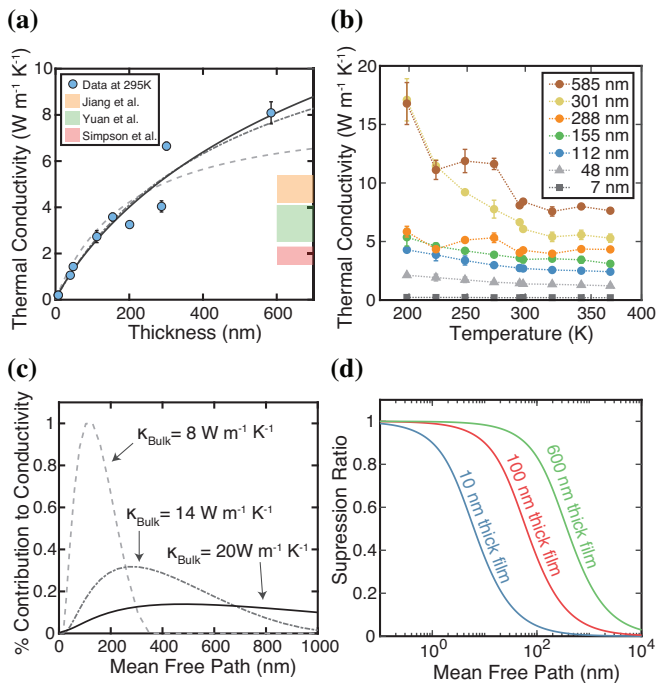 (a)
Thermal Conductivity (W m⁻¹ K⁻¹)
10
8
6
4
2
0
0 200 400 600
Thickness (nm)
Data at 295K
Jiang et al.
Yuan et al.
Simpson et al.
(b)
Thermal Conductivity (W m⁻¹ K⁻¹)
20
15
10
5
0
200 250 300 350 400
Temperature (K)
585 nm
301 nm
288 nm
155 nm
112 nm
48 nm
7 nm
(c)
% Contribution to Conductivity
1
0.8
0.6
0.4
0.2
0
0 200 400 600 800 1000
Mean Free Path (nm)
κBulk= 8 W m⁻¹ K⁻¹
κBulk= 14 W m⁻¹ K⁻¹
κBulk= 20W m⁻¹ K⁻¹
(d)
Supression Ratio
1
0.8
0.6
0.4
0.2
0
10⁰ 10² 10⁴
Mean Free Path (nm)
10 nm thick film
100 nm thick film
600 nm thick film